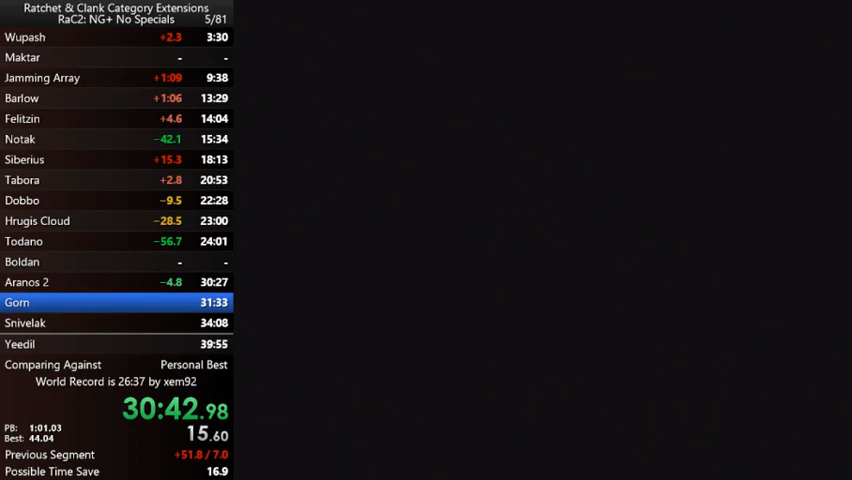 Ratchet & Clank Category Extensions
RaC2: NG+ No Specials 5/81
Wupash +2.3 3:30
Maktar - -
Jamming Array +1:09 9:38
Barlow +1:06 13:29
Felitzin +4.6 14:04
Notak −42.1 15:34
Siberius +15.3 18:13
Tabora +2.8 20:53
Dobbo −9.5 22:28
Hrugis Cloud −28.5 23:00
Todano −56.7 24:01
Boldan - -
Aranos 2 −4.8 30:27
Gorn 31:33
Snivelak 34:08
Yeedil 39:55
Comparing Against Personal Best
World Record is 26:37 by xem92
30:42.98
PB: 1:01.03 15.60
Best: 44.04
Previous Segment +51.8 / 7.0
Possible Time Save 16.9